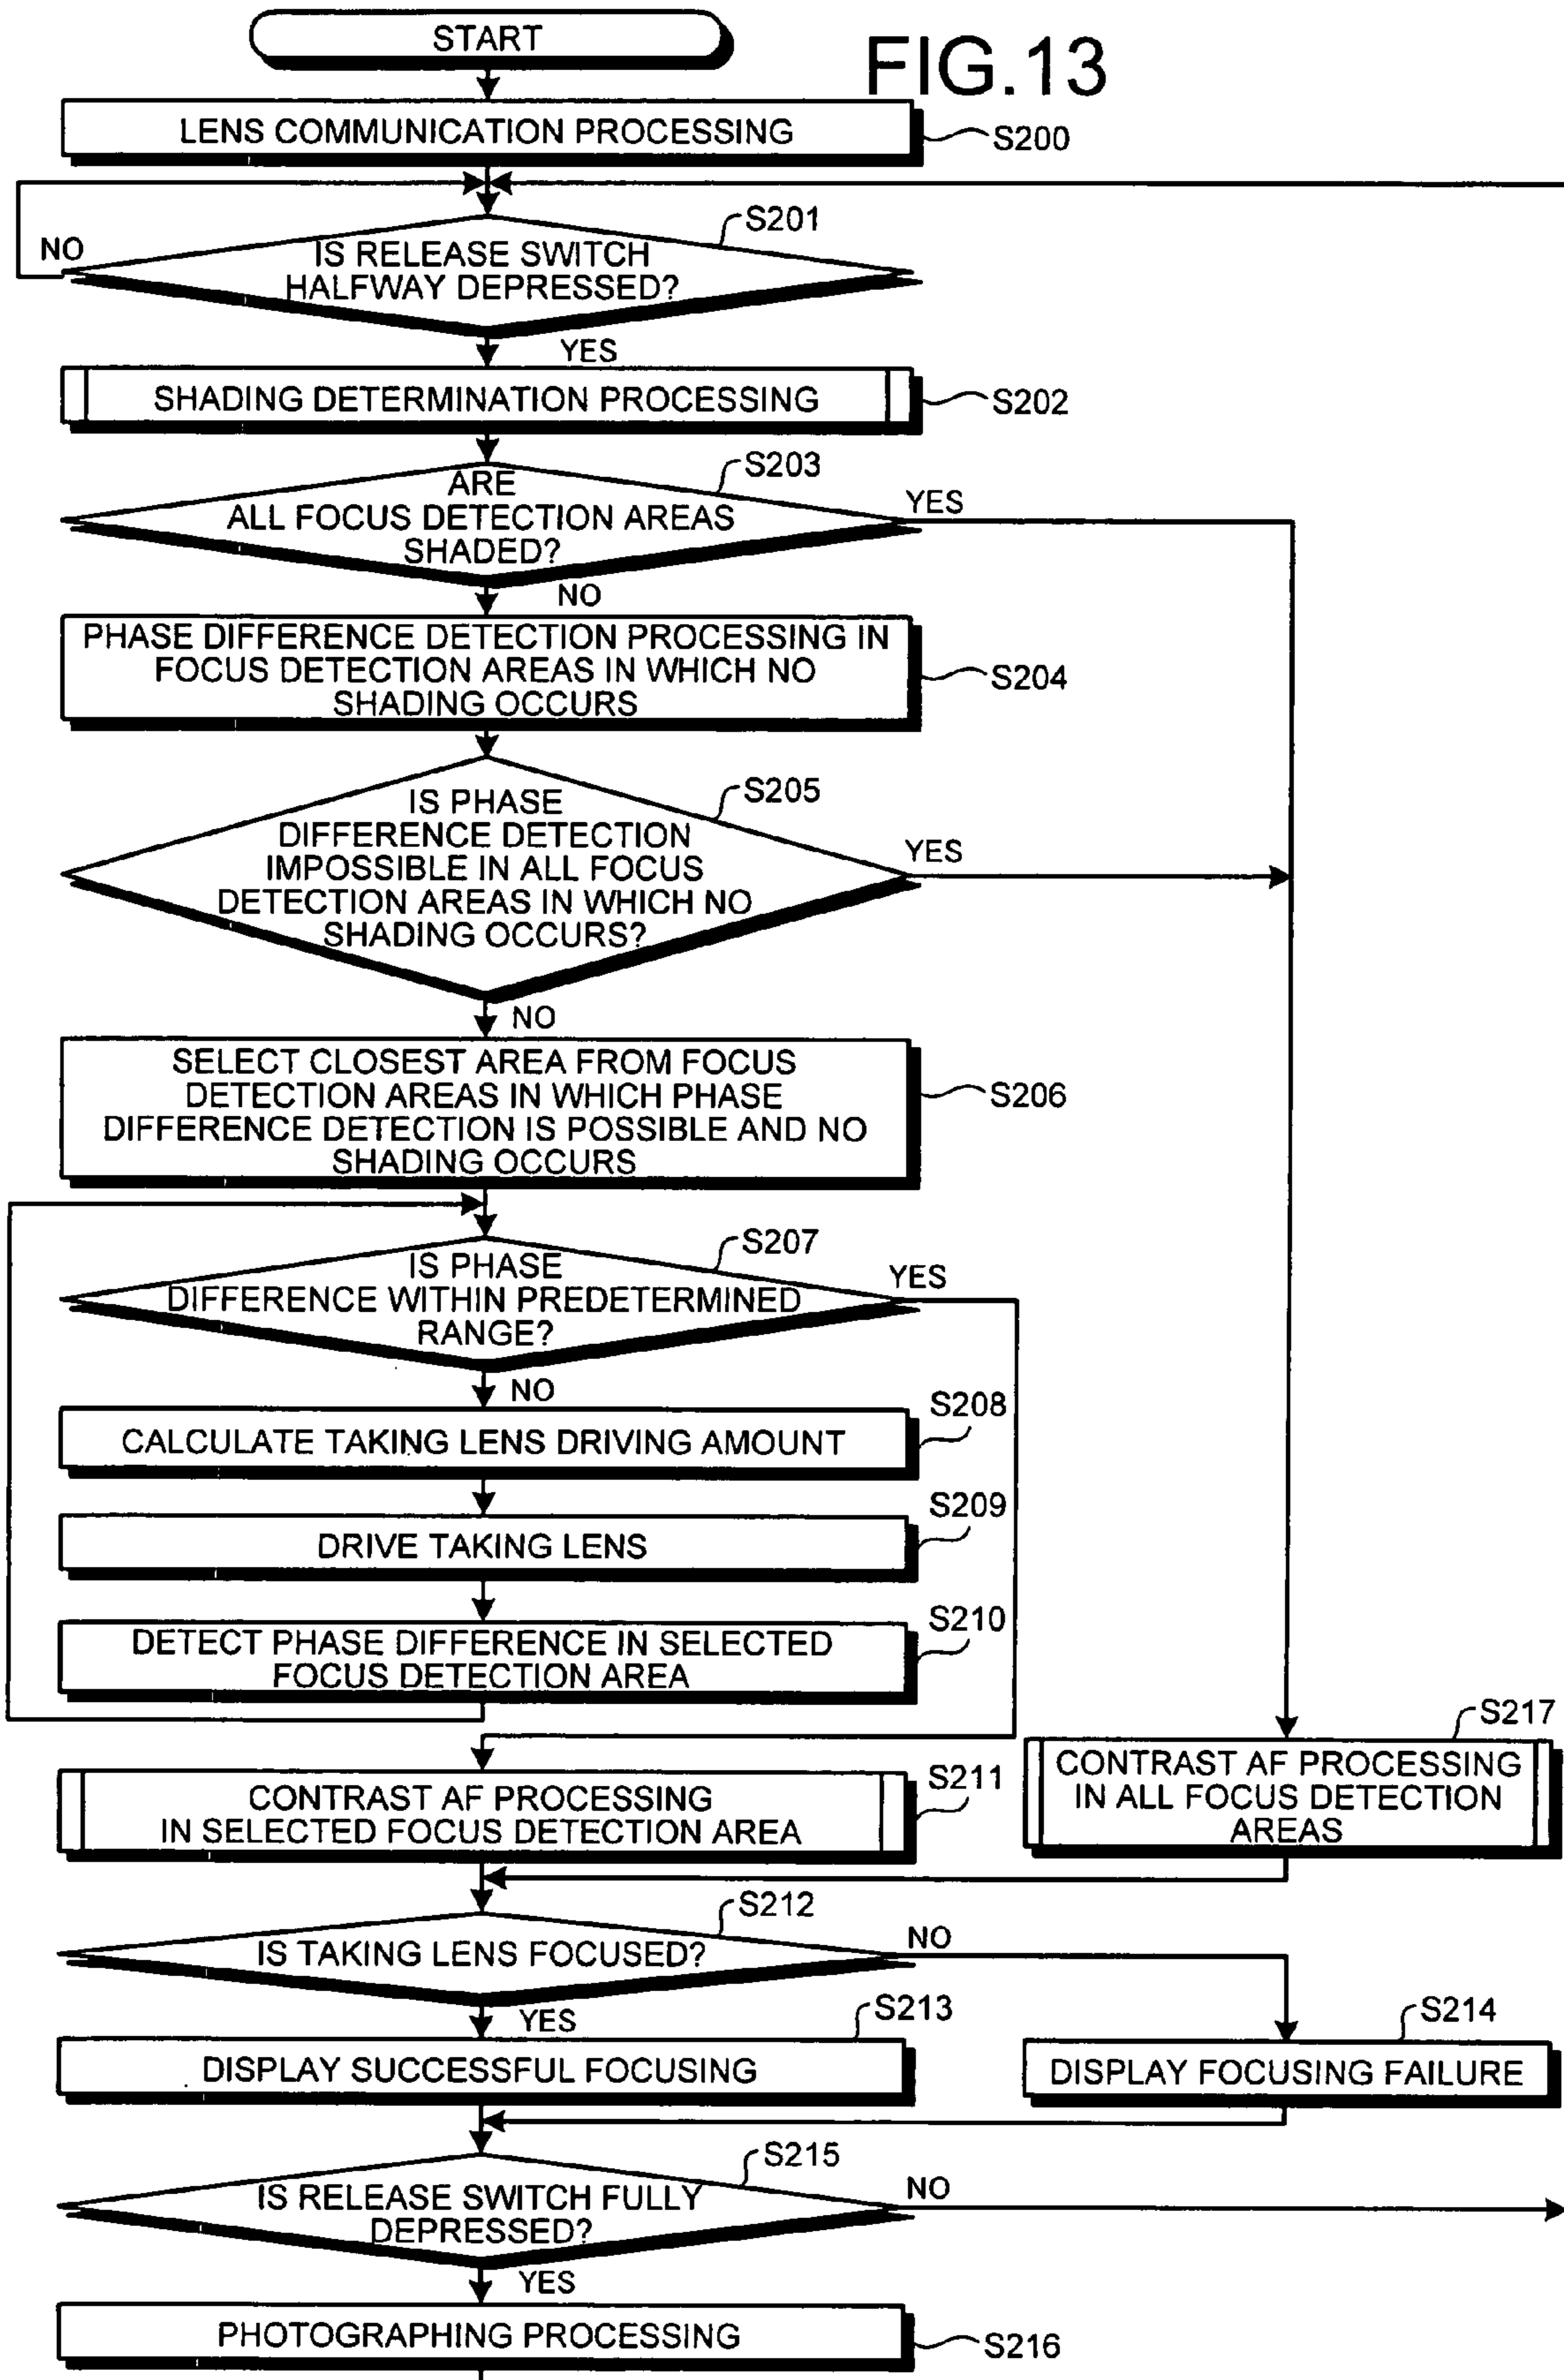 START
FIG.13
LENS COMMUNICATION PROCESSING
S200
S201
NO
IS RELEASE SWITCH
HALFWAY DEPRESSED?
YES
SHADING DETERMINATION PROCESSING
S202
S203
ARE
ALL FOCUS DETECTION AREAS
SHADED?
YES
NO
PHASE DIFFERENCE DETECTION PROCESSING IN
FOCUS DETECTION AREAS IN WHICH NO
SHADING OCCURS
S204
S205
IS PHASE
DIFFERENCE DETECTION
IMPOSSIBLE IN ALL FOCUS
DETECTION AREAS IN WHICH NO
SHADING OCCURS?
YES
NO
SELECT CLOSEST AREA FROM FOCUS
DETECTION AREAS IN WHICH PHASE
DIFFERENCE DETECTION IS POSSIBLE AND NO
SHADING OCCURS
S206
S207
IS PHASE
DIFFERENCE WITHIN PREDETERMINED
RANGE?
YES
NO
S208
CALCULATE TAKING LENS DRIVING AMOUNT
S209
DRIVE TAKING LENS
S210
DETECT PHASE DIFFERENCE IN SELECTED
FOCUS DETECTION AREA
S211
CONTRAST AF PROCESSING
IN SELECTED FOCUS DETECTION AREA
S217
CONTRAST AF PROCESSING
IN ALL FOCUS DETECTION
AREAS
S212
IS TAKING LENS FOCUSED?
NO
YES
S213
DISPLAY SUCCESSFUL FOCUSING
S214
DISPLAY FOCUSING FAILURE
S215
IS RELEASE SWITCH FULLY
DEPRESSED?
NO
YES
PHOTOGRAPHING PROCESSING
S216